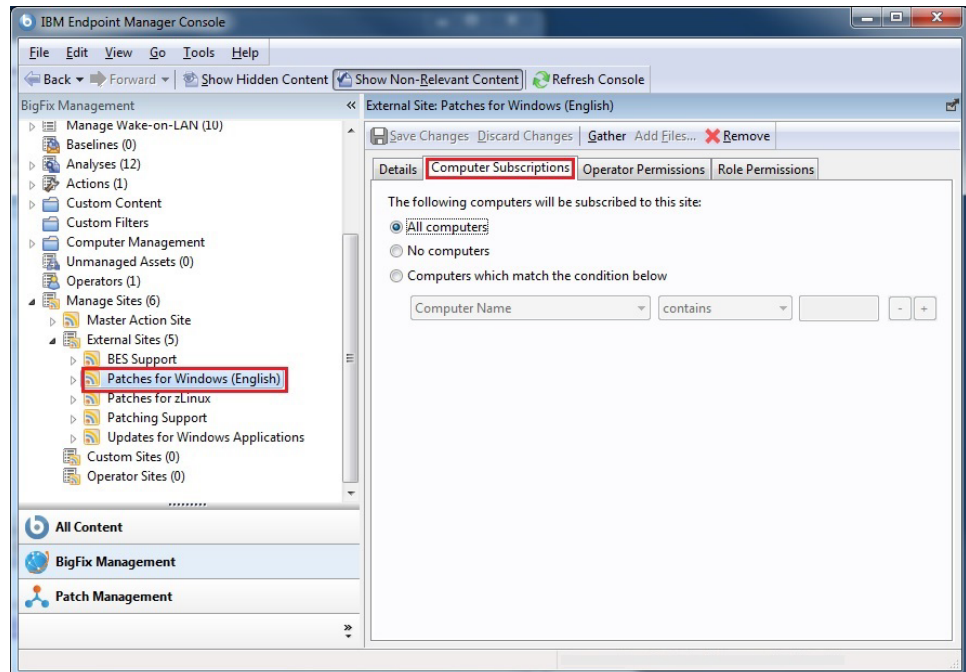 IBM Endpoint Manager Console
File Edit View Go Tools Help
Back Forward Show Hidden Content Show Non-Relevant Content Refresh Console
BigFix Management «
External Site: Patches for Windows (English)
Manage Wake-on-LAN (10)
Baselines (0)
Analyses (12)
Actions (1)
Custom Content
Custom Filters
Computer Management
Unmanaged Assets (0)
Operators (1)
Manage Sites (6)
Master Action Site
External Sites (5)
BES Support
Patches for Windows (English)
Patches for zLinux
Patching Support
Updates for Windows Applications
Custom Sites (0)
Operator Sites (0)
All Content
BigFix Management
Patch Management
»
Save Changes Discard Changes Gather Add Files... Remove
Details Computer Subscriptions Operator Permissions Role Permissions
The following computers will be subscribed to this site:
All computers
No computers
Computers which match the condition below
Computer Name contains - +